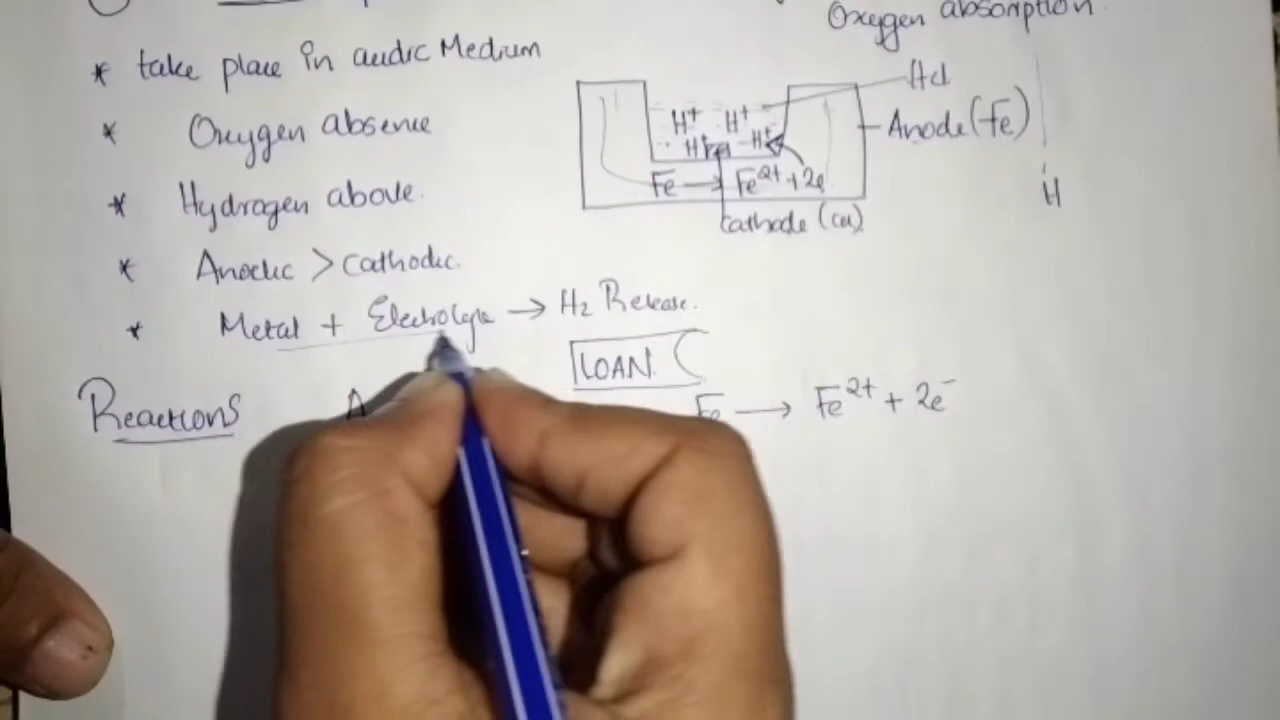 Oxygen absorption
* take place in acidic Medium
* Oxygen absence
* Hydrogen above.
* Anodic > cathodic.
* Metal + Electrolyte → H2 Release.
HCl
H+ H+
H+ H+
Anode (Fe)
Fe → Fe2+ + 2e
H
Cathode (cu)
LOAN
Reactions A Fe → Fe2+ + 2e-